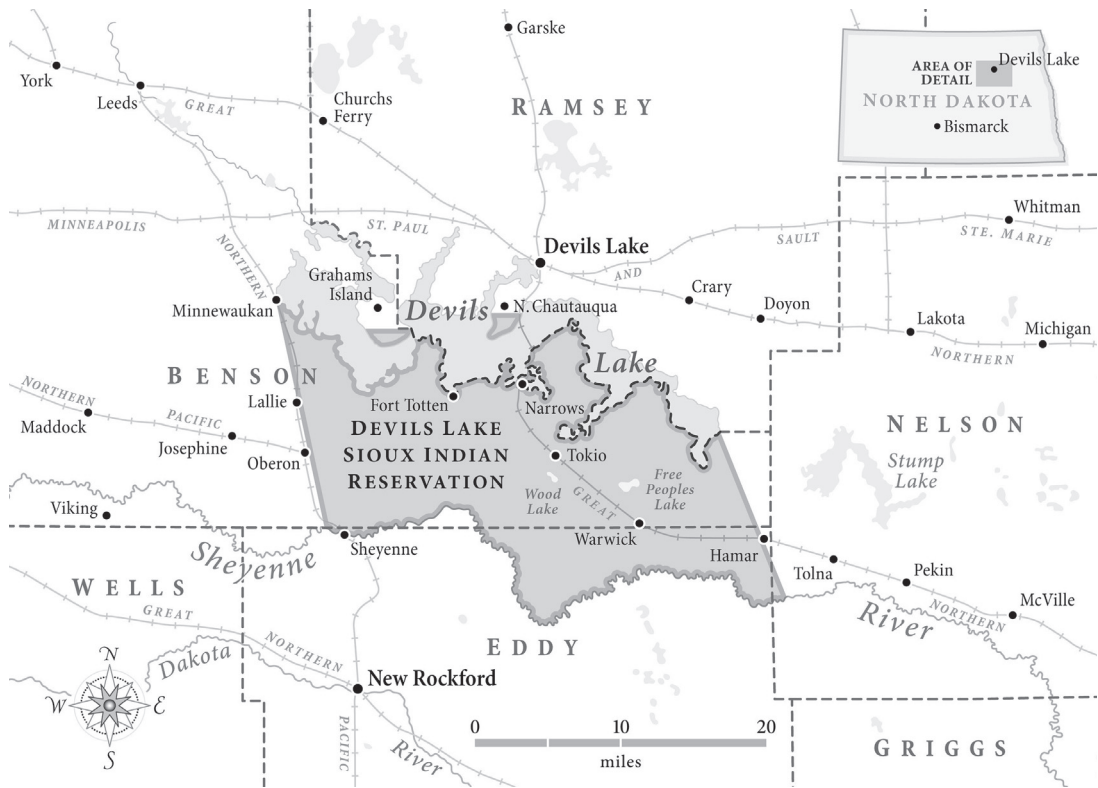 Garske
York
Leeds
GREAT
Churchs
Ferry
RAMSEY
AREA OF
DETAIL
Devils Lake
NORTH DAKOTA
Bismarck
MINNEAPOLIS
ST. PAUL
NORTHERN
Devils Lake
AND
SAULT
STE. MARIE
Whitman
Grahams
Island
Minnewaukan
Devils
N. Chautauqua
Crary
Doyon
Lakota
Michigan
NORTHERN
Lake
BENSON
Lallie
Fort Totten
Narrows
NORTHERN
PACIFIC
Maddock
Josephine
Oberon
DEVILS LAKE
SIOUX INDIAN
RESERVATION
Tokio
NELSON
Stump
Lake
Wood
Lake
GREAT
Free
Peoples
Lake
Viking
Sheyenne
Sheyenne
Warwick
Hamar
Tolna
Pekin
McVille
NORTHERN
River
WELLS
GREAT
NORTHERN
Dakota
EDDY
New Rockford
PACIFIC
River
N
W
E
S
0
10
20
miles
GRIGGS